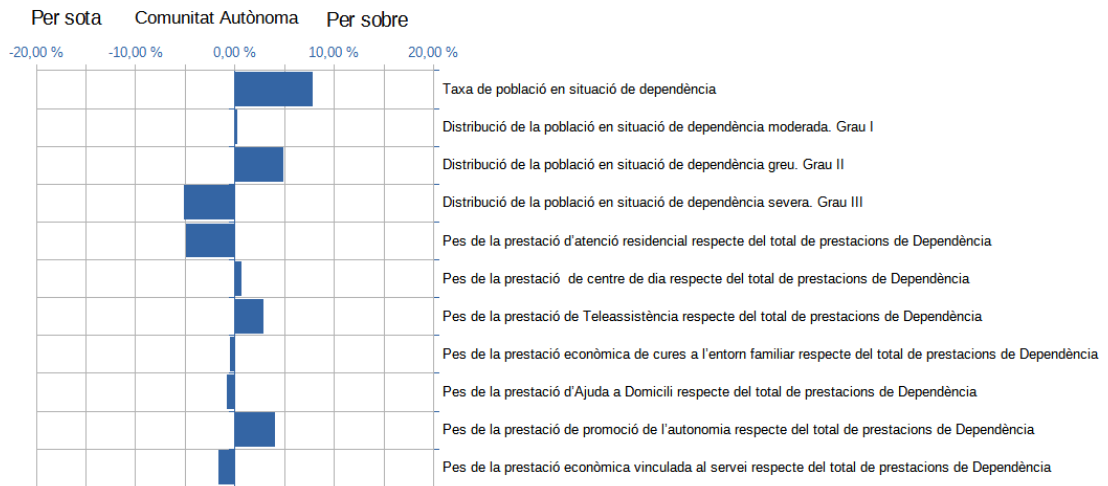 Per sota Comunitat Autònoma Per sobre
-20,00 % -10,00 % 0,00 % 10,00 % 20,00 %
Taxa de població en situació de dependència
Distribució de la població en situació de dependència moderada. Grau I
Distribució de la població en situació de dependència greu. Grau II
Distribució de la població en situació de dependència severa. Grau III
Pes de la prestació d’atenció residencial respecte del total de prestacions de Dependència
Pes de la prestació  de centre de dia respecte del total de prestacions de Dependència
Pes de la prestació de Teleassistència respecte del total de prestacions de Dependència
Pes de la prestació econòmica de cures a l’entorn familiar respecte del total de prestacions de Dependència
Pes de la prestació d’Ajuda a Domicili respecte del total de prestacions de Dependència
Pes de la prestació de promoció de l’autonomia respecte del total de prestacions de Dependència
Pes de la prestació econòmica vinculada al servei respecte del total de prestacions de Dependència